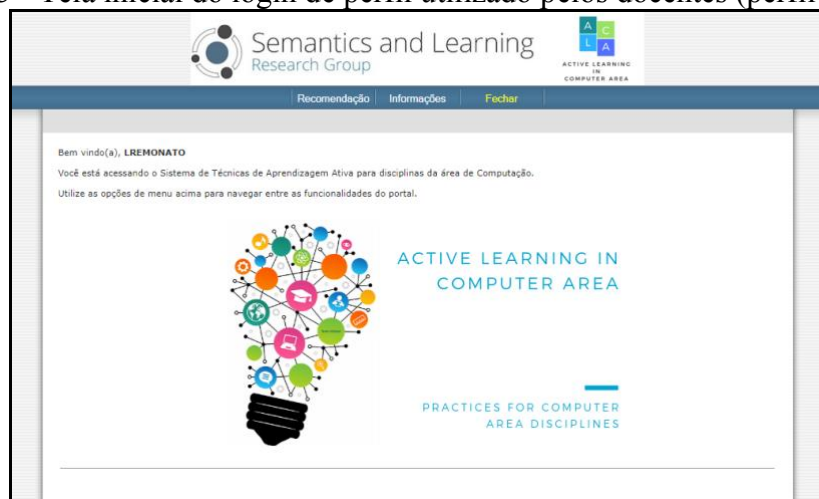 Tela inicial do login de perfil utilizado pelos docentes (perfil
Semantics and Learning
Research Group
A C
L A
ACTIVE LEARNING
IN
COMPUTER AREA
Recomendação Informações Fechar
Bem vindo(a), LREMONATO
Você está acessando o Sistema de Técnicas de Aprendizagem Ativa para disciplinas da área de Computação.
Utilize as opções de menu acima para navegar entre as funcionalidades do portal.
ACTIVE LEARNING IN
COMPUTER AREA
PRACTICES FOR COMPUTER
AREA DISCIPLINES